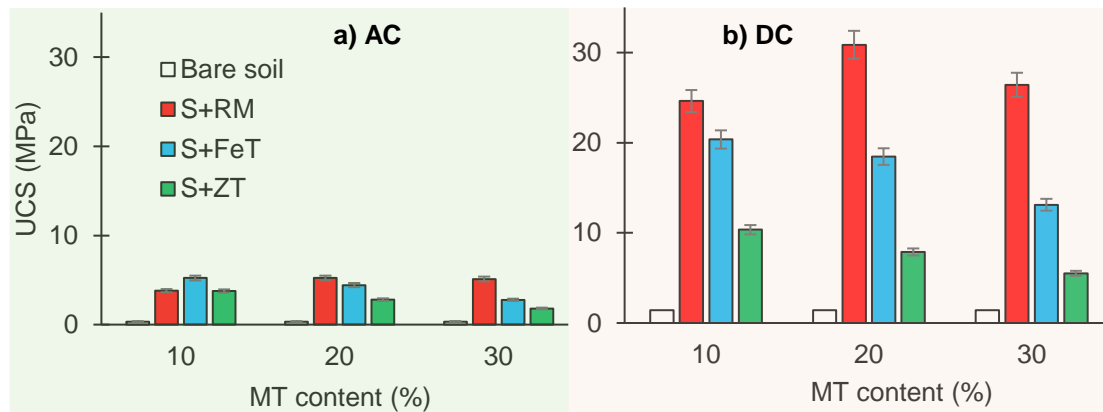 a) AC
UCS (MPa)
30
20
10
0
Bare soil
S+RM
S+FeT
S+ZT
10 20 30
MT content (%)
b) DC
30
20
10
0
10 20 30
MT content (%)